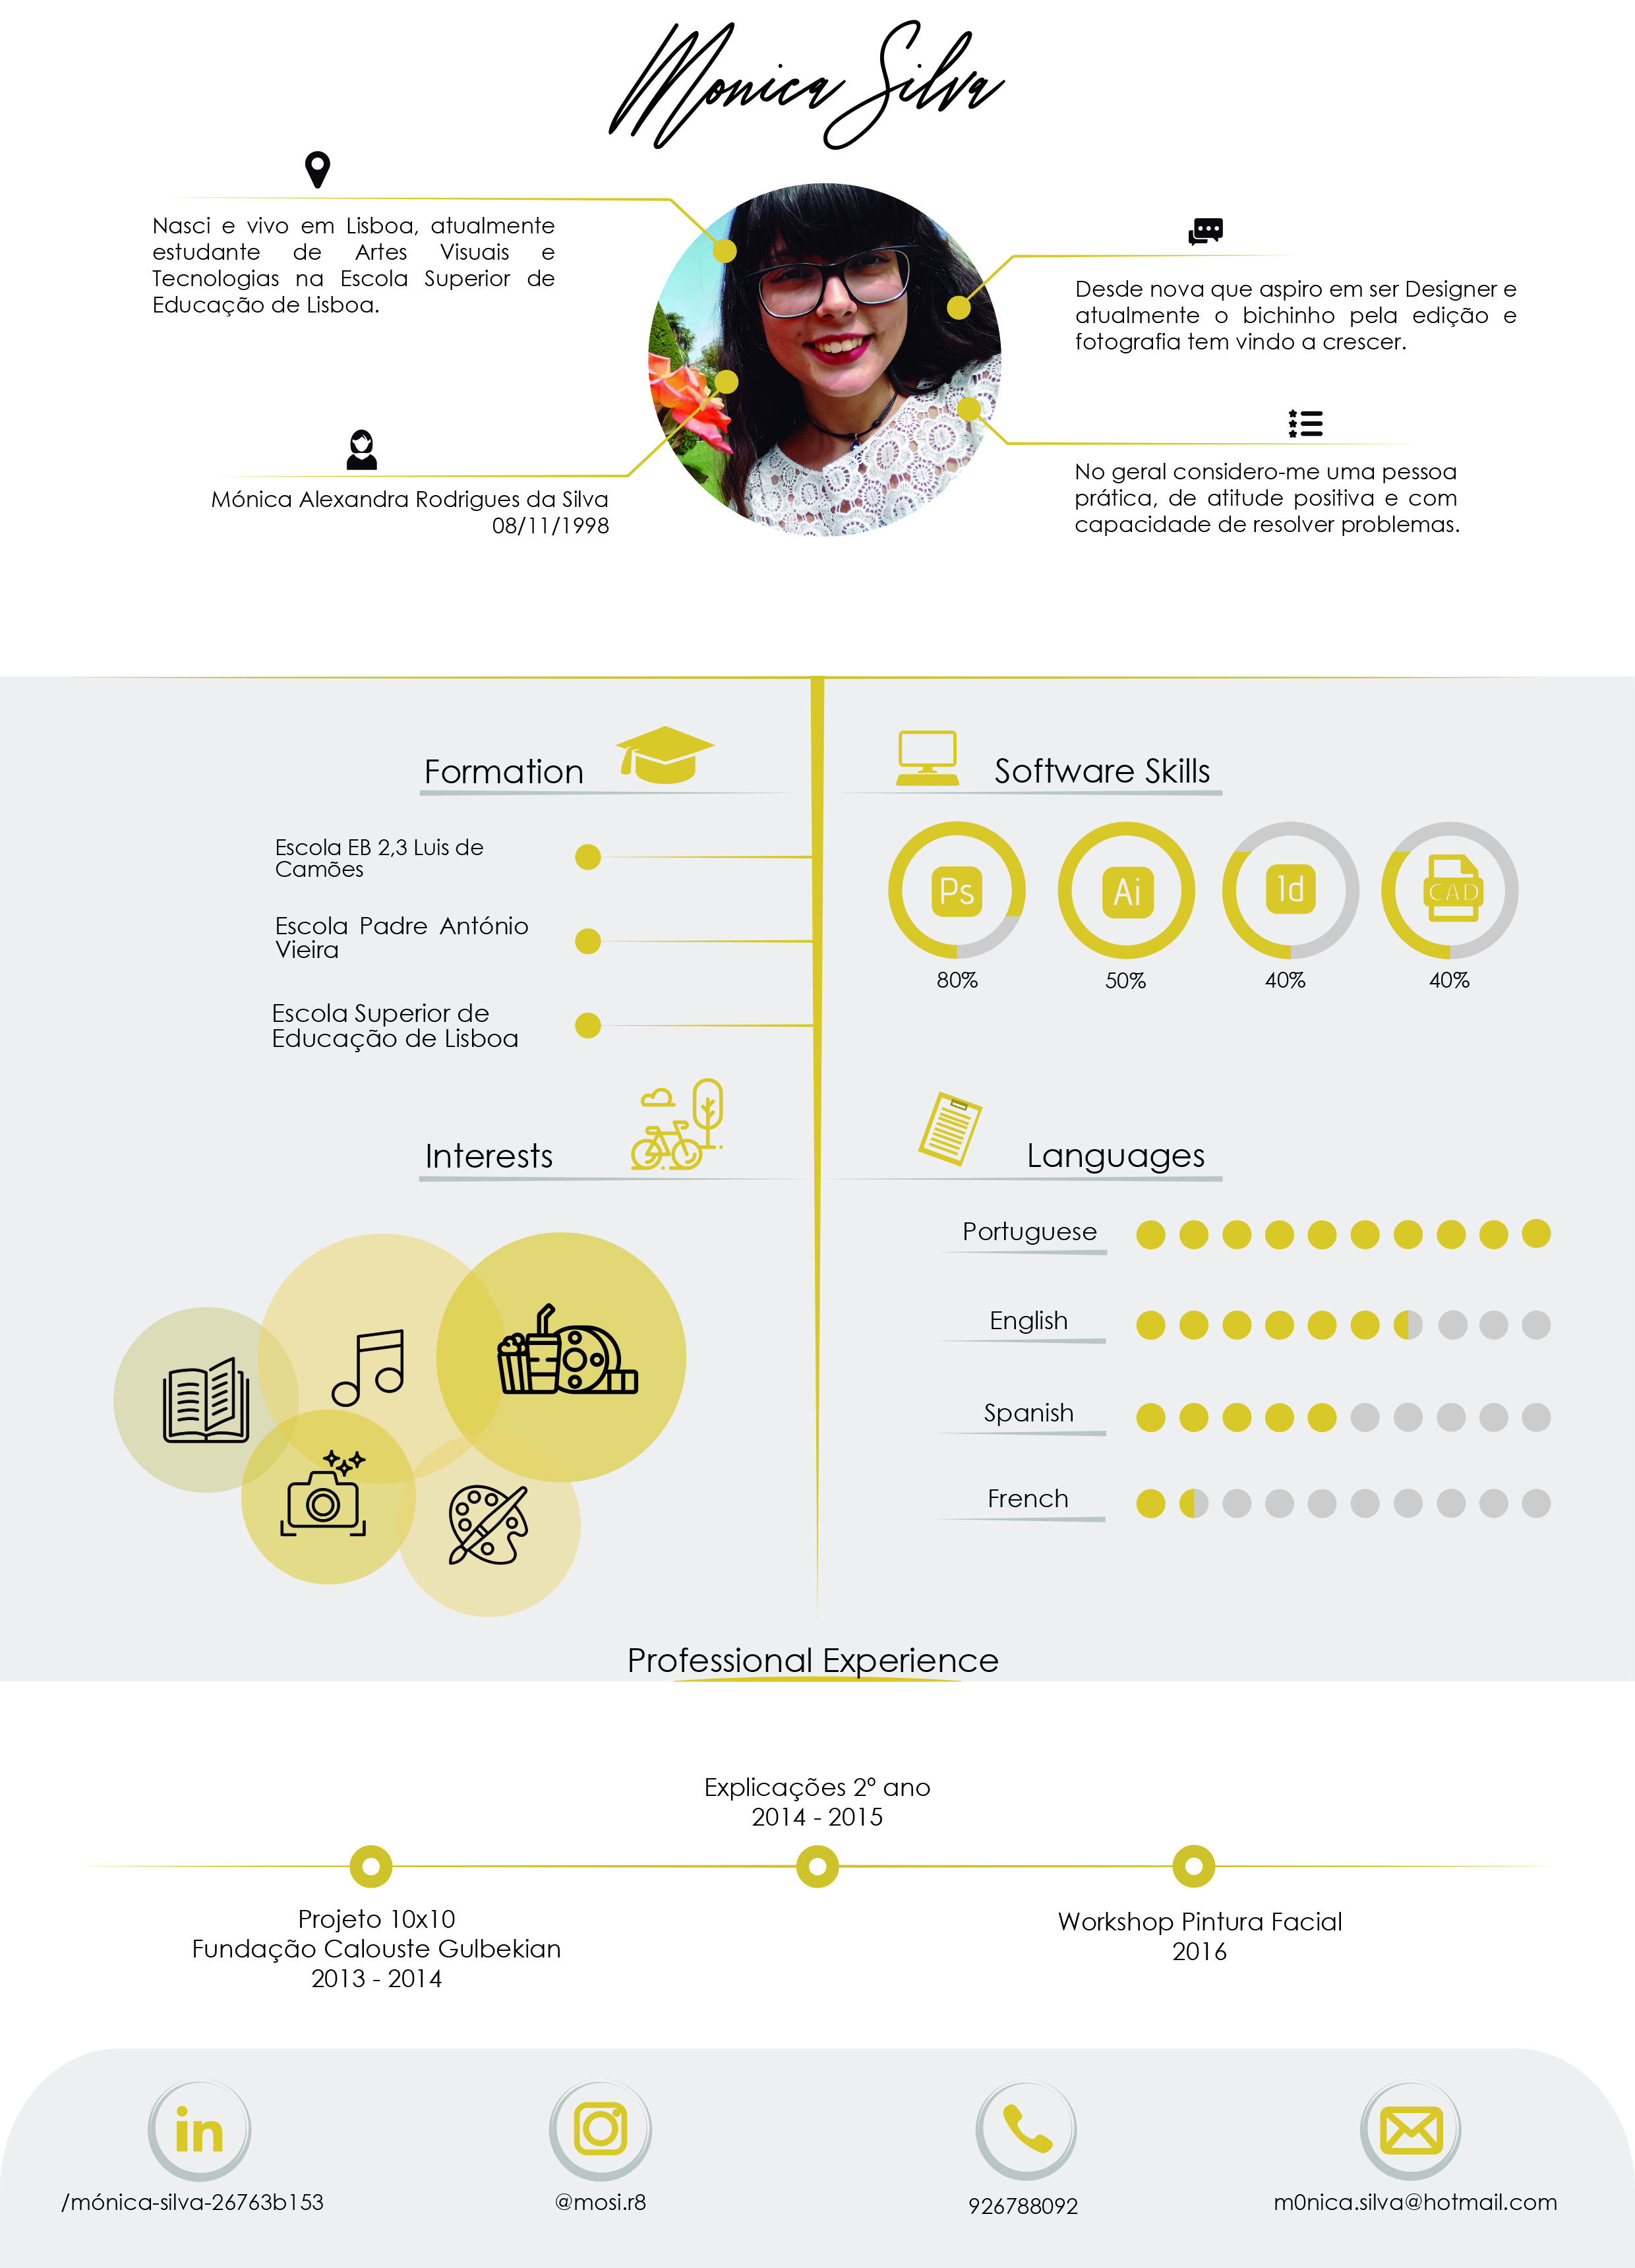 Monica Silva
Nasci e vivo em Lisboa, atualmente
estudante de Artes Visuais e
Tecnologias na Escola Superior de
Educação de Lisboa.
Desde nova que aspiro em ser Designer e
atualmente o bichinho pela edição e
fotografia tem vindo a crescer.
Mónica Alexandra Rodrigues da Silva
08/11/1998
No geral considero-me uma pessoa
prática, de atitude positiva e com
capacidade de resolver problemas.
Formation
Escola EB 2,3 Luis de
Camões
Escola Padre António
Vieira
Escola Superior de
Educação de Lisboa
Software Skills
Ps
Ai
Id
CAD
80%
50%
40%
40%
Interests
Languages
Portuguese
English
Spanish
French
Professional Experience
Explicações 2º ano
2014 - 2015
Projeto 10x10
Fundação Calouste Gulbekian
2013 - 2014
Workshop Pintura Facial
2016
in
/mónica-silva-26763b153
@mosi.r8
926788092
m0nica.silva@hotmail.com